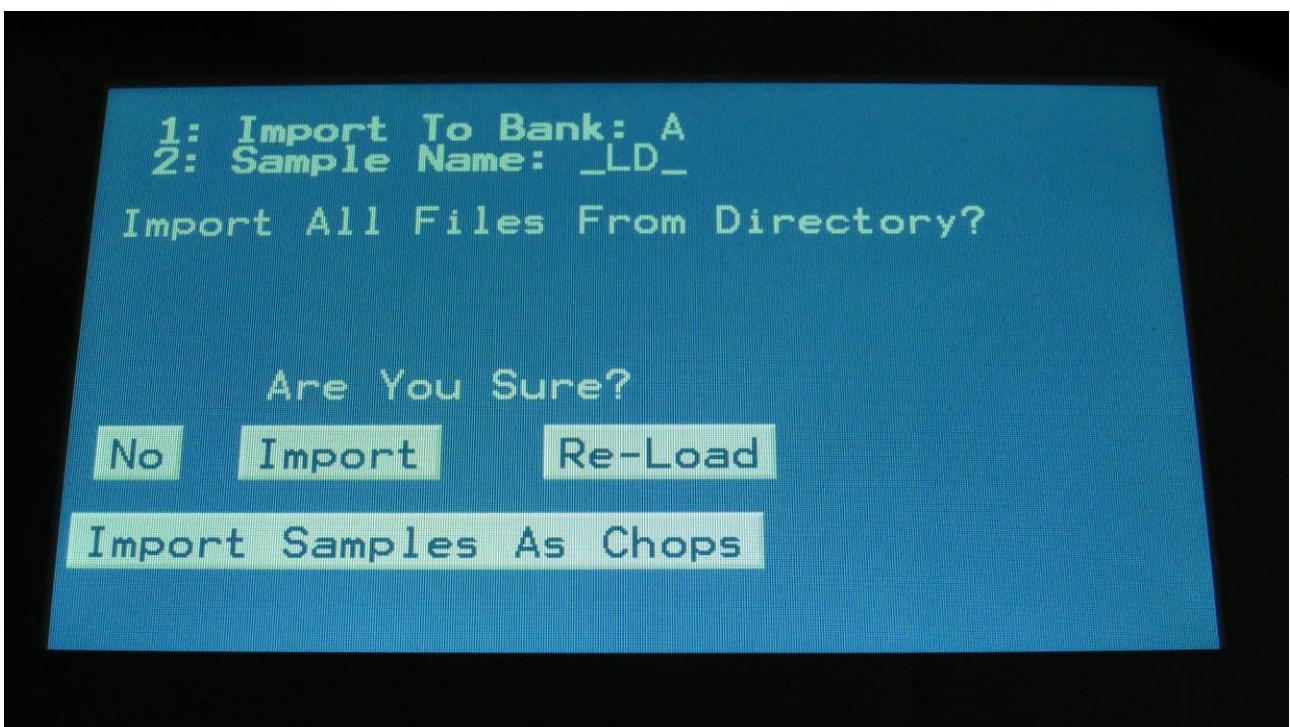 1: Import To Bank: A
2: Sample Name: _LD_
Import All Files From Directory?
Are You Sure?
No Import Re-Load
Import Samples As Chops